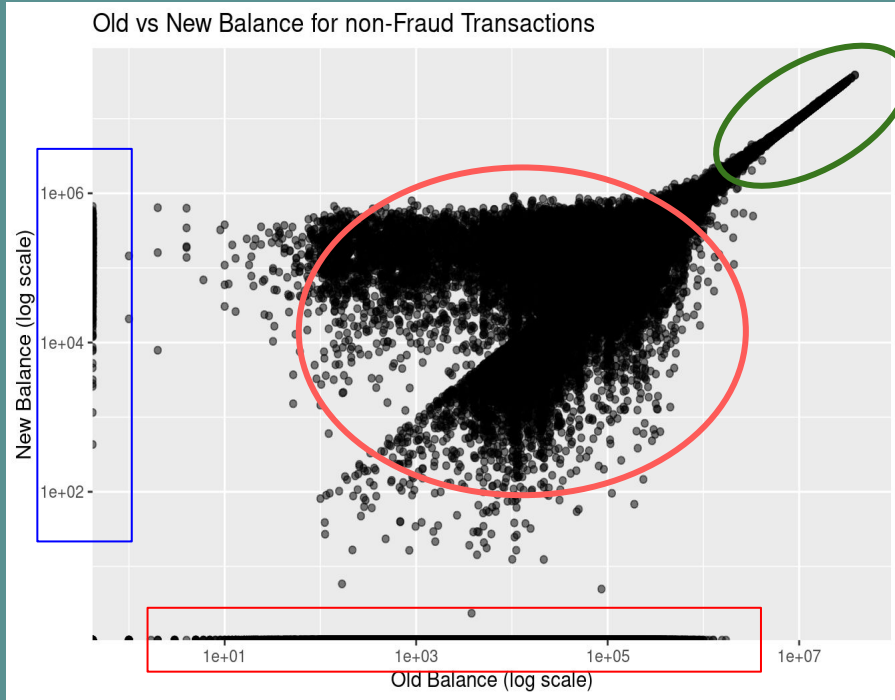 Old vs New Balance for non-Fraud Transactions
New Balance (log scale)
1e+06
1e+04
1e+02
1e+01
1e+03
1e+05
1e+07
Old Balance (log scale)